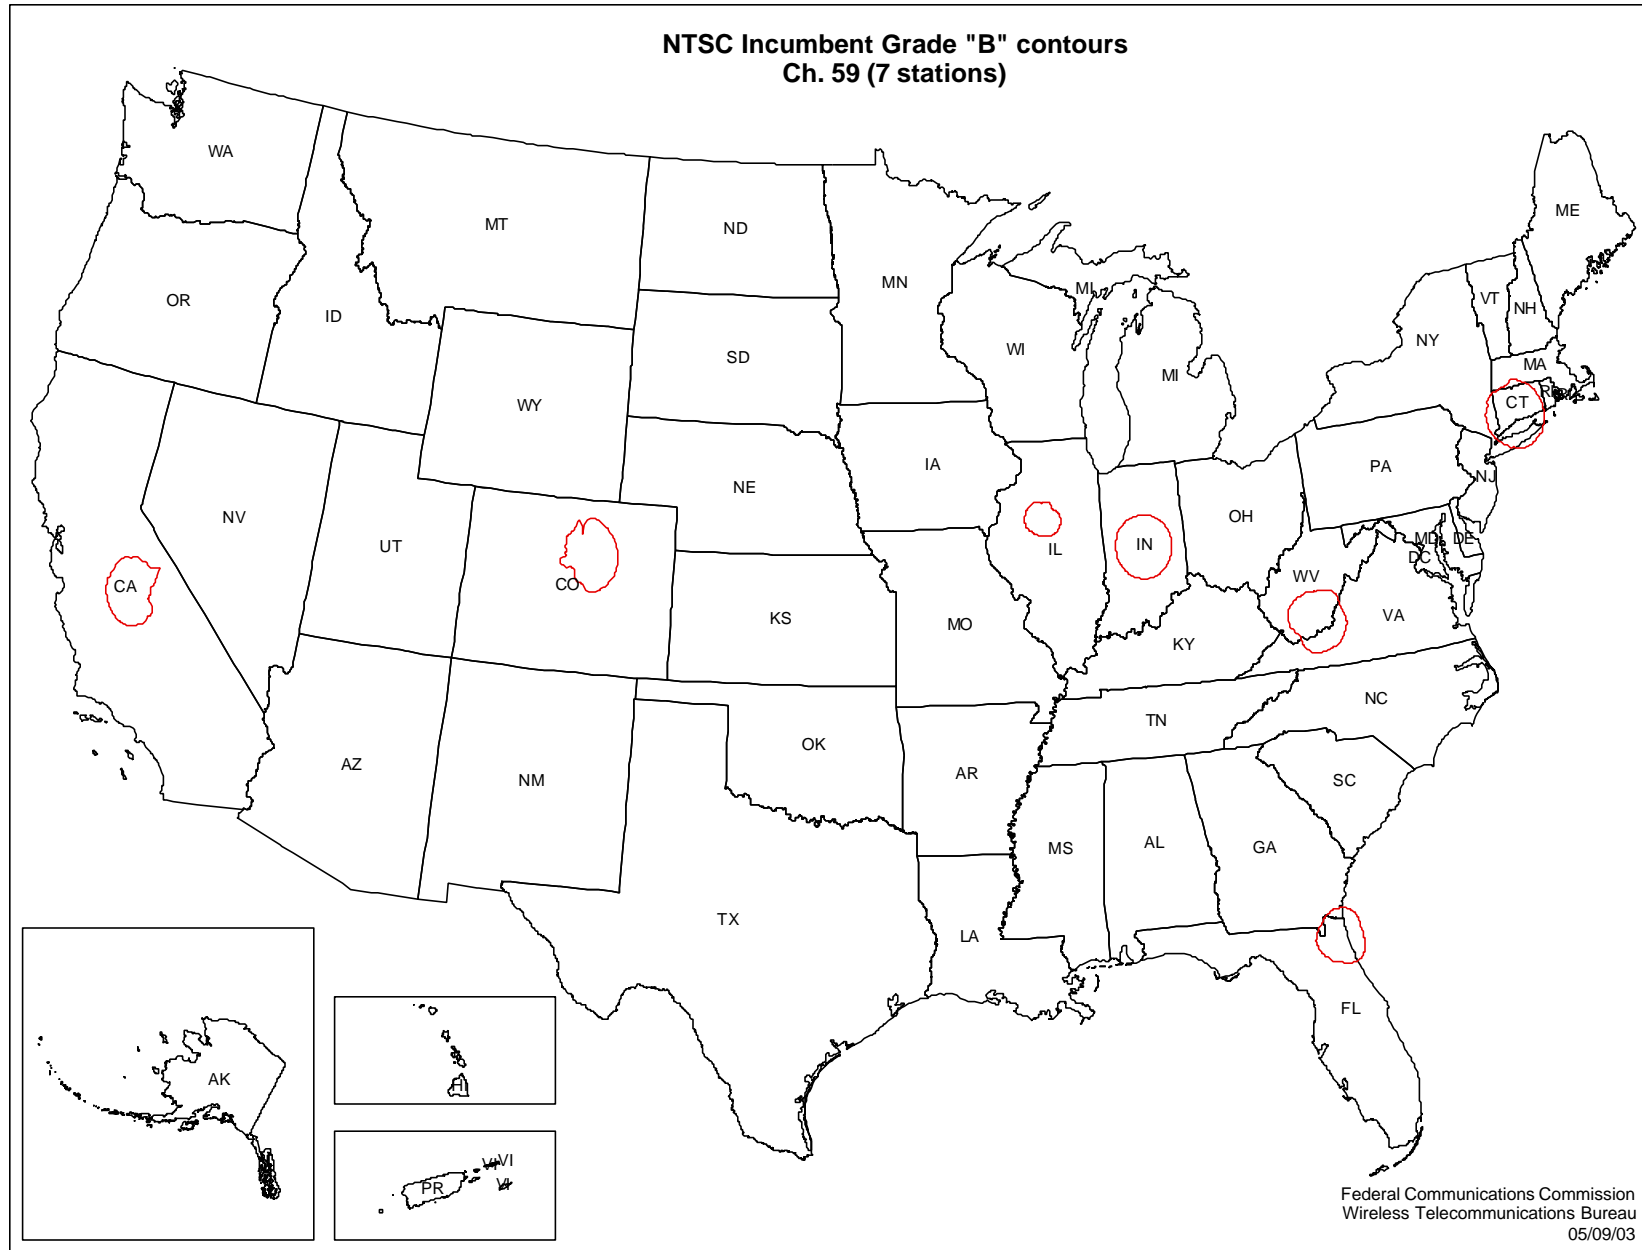 NTSC Incumbent Grade "B" contours
Ch. 59 (7 stations)
WA
MT
ND
MN
ME
OR
ID
SD
WI
MI
MI
NY
VT
NH
MA
WY
CT
RI
IA
NE
PA
NJ
NV
UT
CO
IL
IN
OH
MD
DE
DC
WV
VA
CA
KS
MO
KY
NC
TN
AZ
NM
OK
AR
SC
MS
AL
GA
TX
LA
FL
AK
HI
PR
VI
VI
VI
Federal Communications Commission
Wireless Telecommunications Bureau
05/09/03